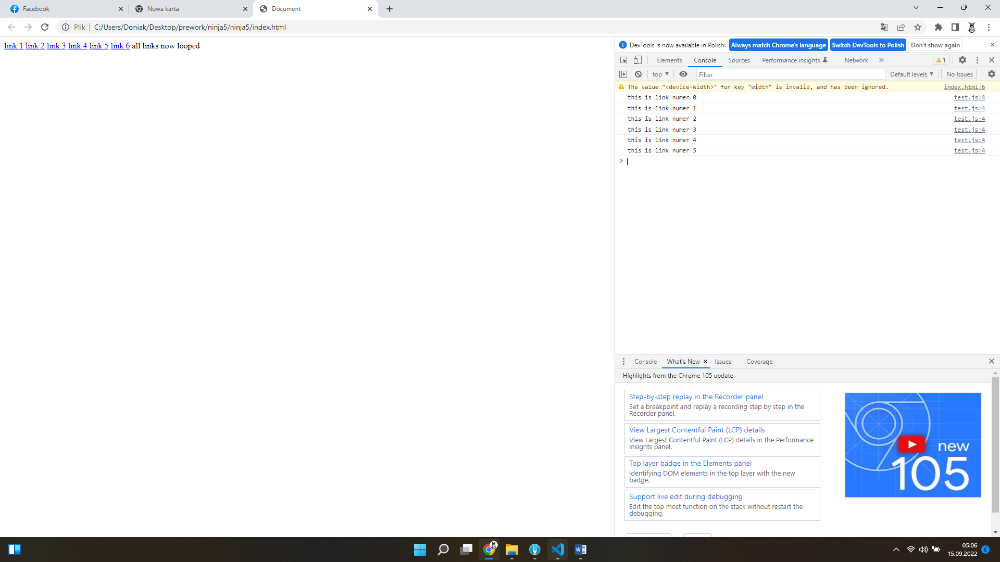 Facebook
Nowa karta
Document
Plik
C:/Users/Doniak/Desktop/prework/ninja5/ninja5/index.html
link 1 link 2 link 3 link 4 link 5 link 6 all links now looped
DevTools is now available in Polish!
Always match Chrome's language
Switch DevTools to Polish
Don't show again
Elements
Console
Sources
Performance insights
Network
1
top
Filter
Default levels
No Issues
The value "<device-width>" for key "width" is invalid, and has been ignored.
index.html:6
this is link numer 0
test.js:4
this is link numer 1
test.js:4
this is link numer 2
test.js:4
this is link numer 3
test.js:4
this is link numer 4
test.js:4
this is link numer 5
test.js:4
Console
What's New
Issues
Coverage
Highlights from the Chrome 105 update
Step-by-step replay in the Recorder panel
Set a breakpoint and replay a recording step by step in the
Recorder panel.
View Largest Contentful Paint (LCP) details
View Largest Contentful Paint (LCP) details in the Performance
insights panel.
Top layer badge in the Elements panel
Identifying DOM elements in the top layer with the new
badge.
Support live edit during debugging
Edit the top most function on the stack without restart the
debugging.
new
105
05:06
15.09.2022
6